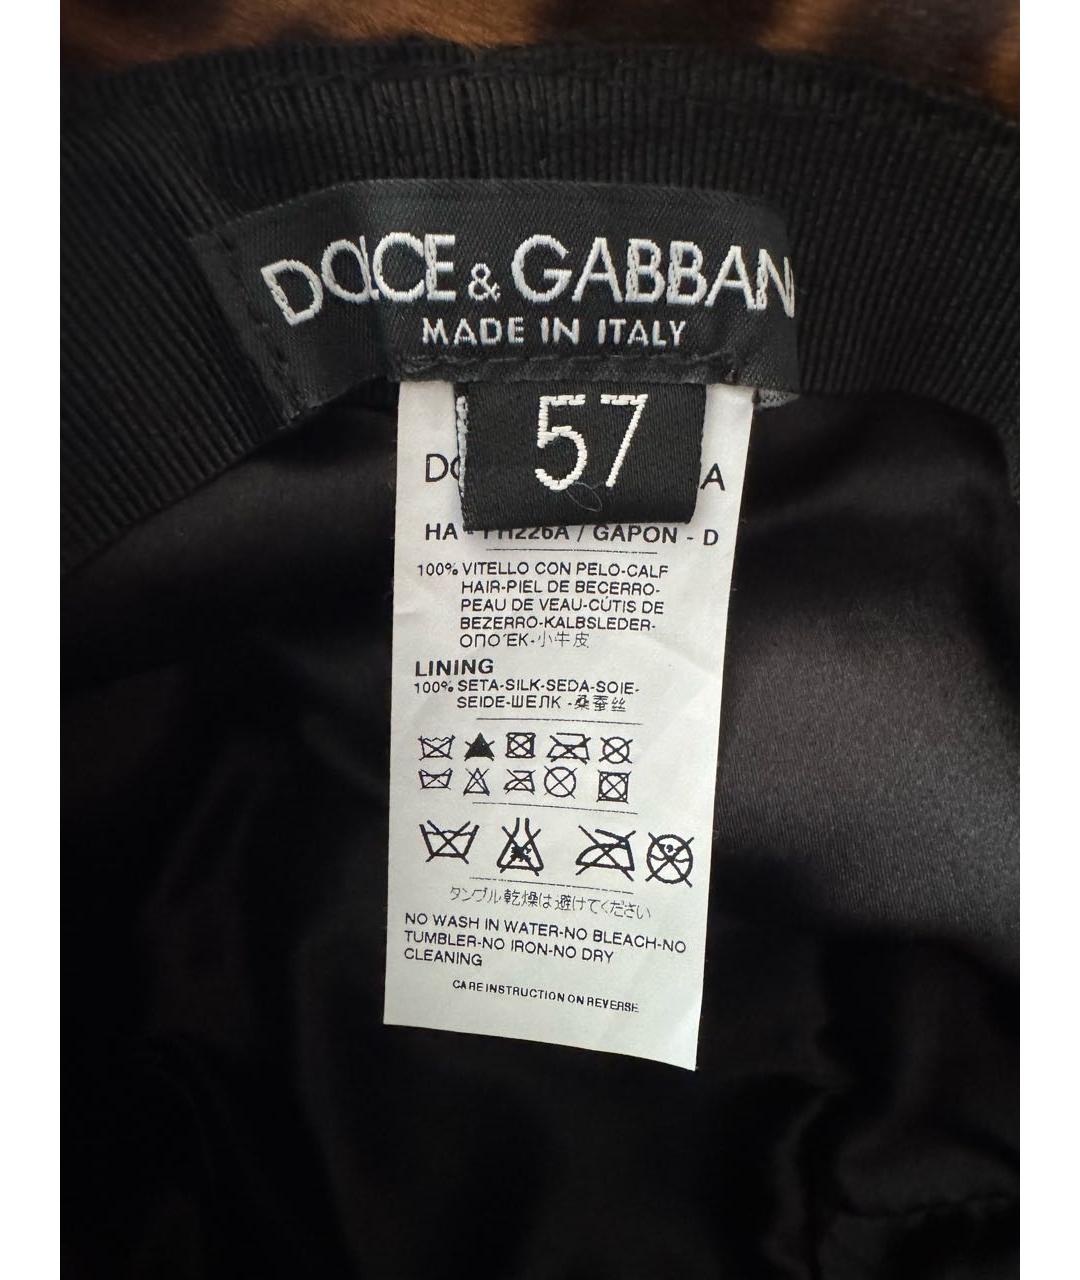 DOLCE & GABBAN
MADE IN ITALY
57
HA - FH226A / GAPON - D
100% VITELLO CON PELO-CALF
HAIR-PIEL DE BECERRO-
PEAU DE VEAU-CÚTIS DE
BEZERRO-KALBSLEDER-
ОПО´ЕК-小牛皮
LINING
100% SETA-SILK-SEDA-SOIE-
SEIDE-ШЕЛК -桑蚕丝
タンブル乾燥は避けてください
NO WASH IN WATER-NO BLEACH-NO
TUMBLER-NO IRON-NO DRY
CLEANING
CARE INSTRUCTION ON REVERSE